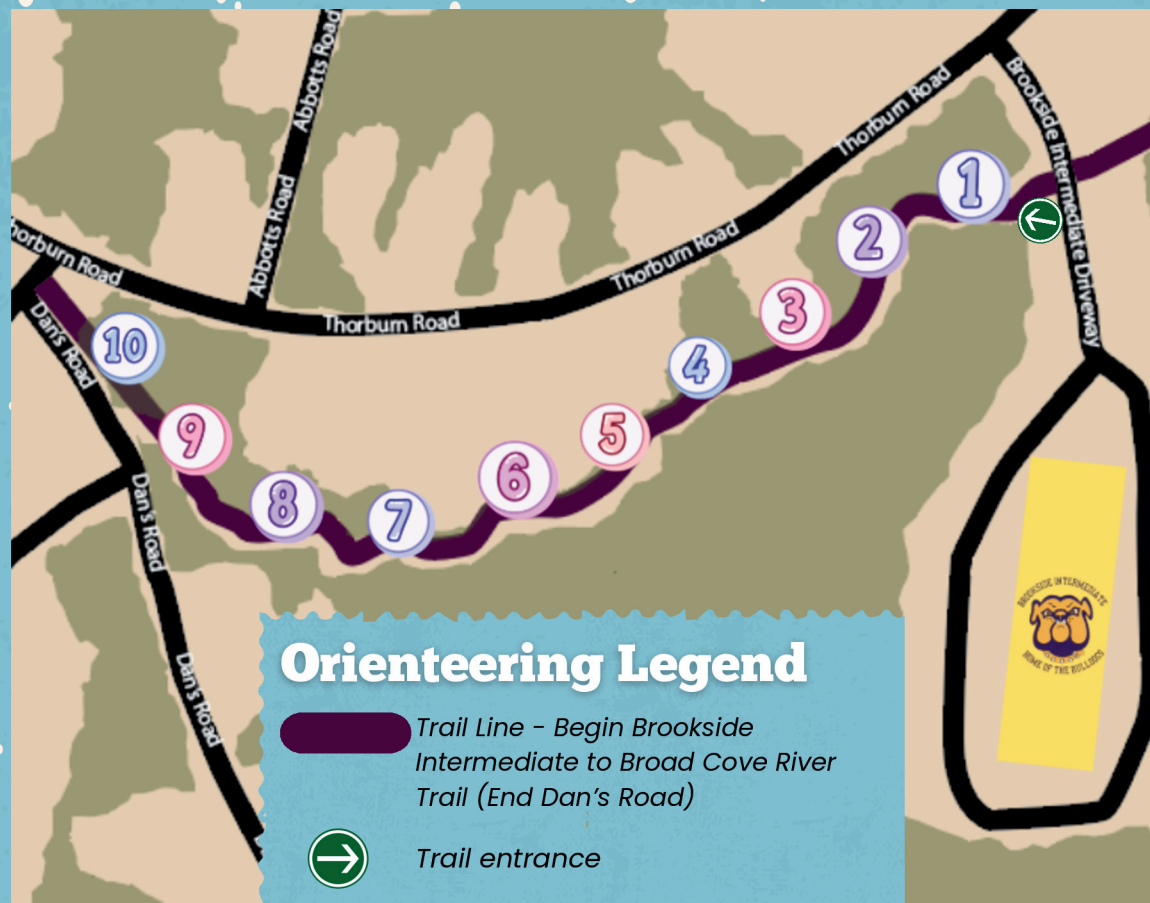 Abbotts Road
Abbotts Road
Thorburn Road
Thorburn Road
Thorburn Road
horburn Road
Brookside Intermediate Driveway
1
2
3
4
5
6
7
8
9
10
Dan's Road
Dan's Road
Dan's Road
BROOKSIDE INTERMEDIATE
HOME OF THE BULLDOGS
Orienteering Legend
Trail Line - Begin Brookside
Intermediate to Broad Cove River
Trail (End Dan's Road)
Trail entrance